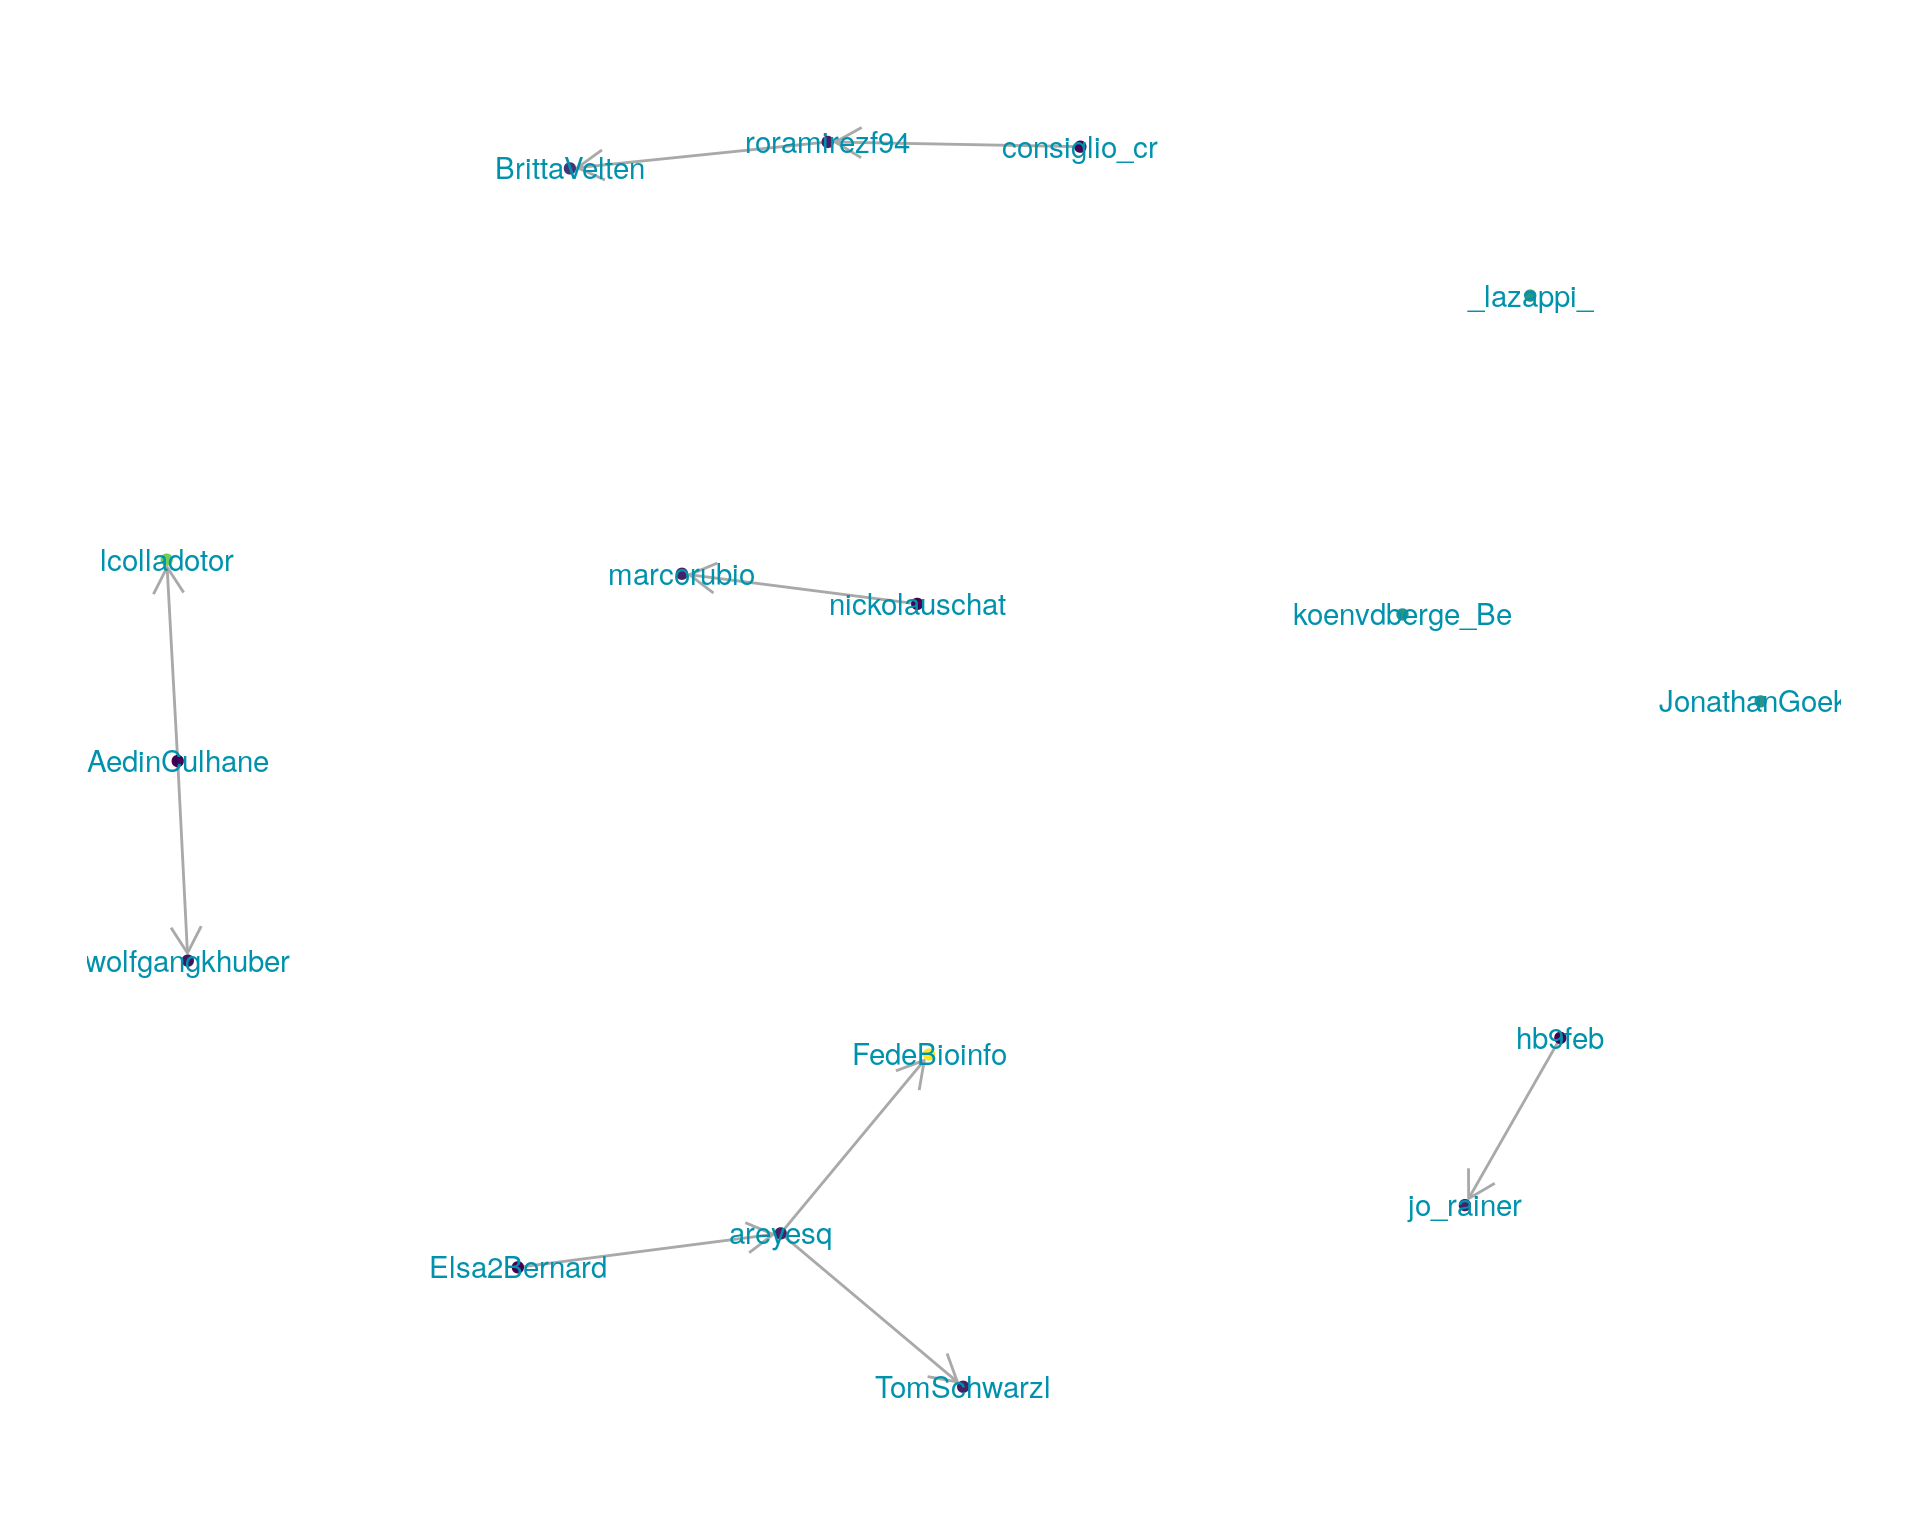 roramirezf94
consiglio_cr
BrittaVelten
_lazappi_
lcolladotor
marcorubio
nickolauschat
koenvdberge_Be
JonathanGoek
AedinCulhane
wolfgangkhuber
hb9feb
FedeBioinfo
jo_rainer
areyesq
Elsa2Bernard
TomSchwarzl